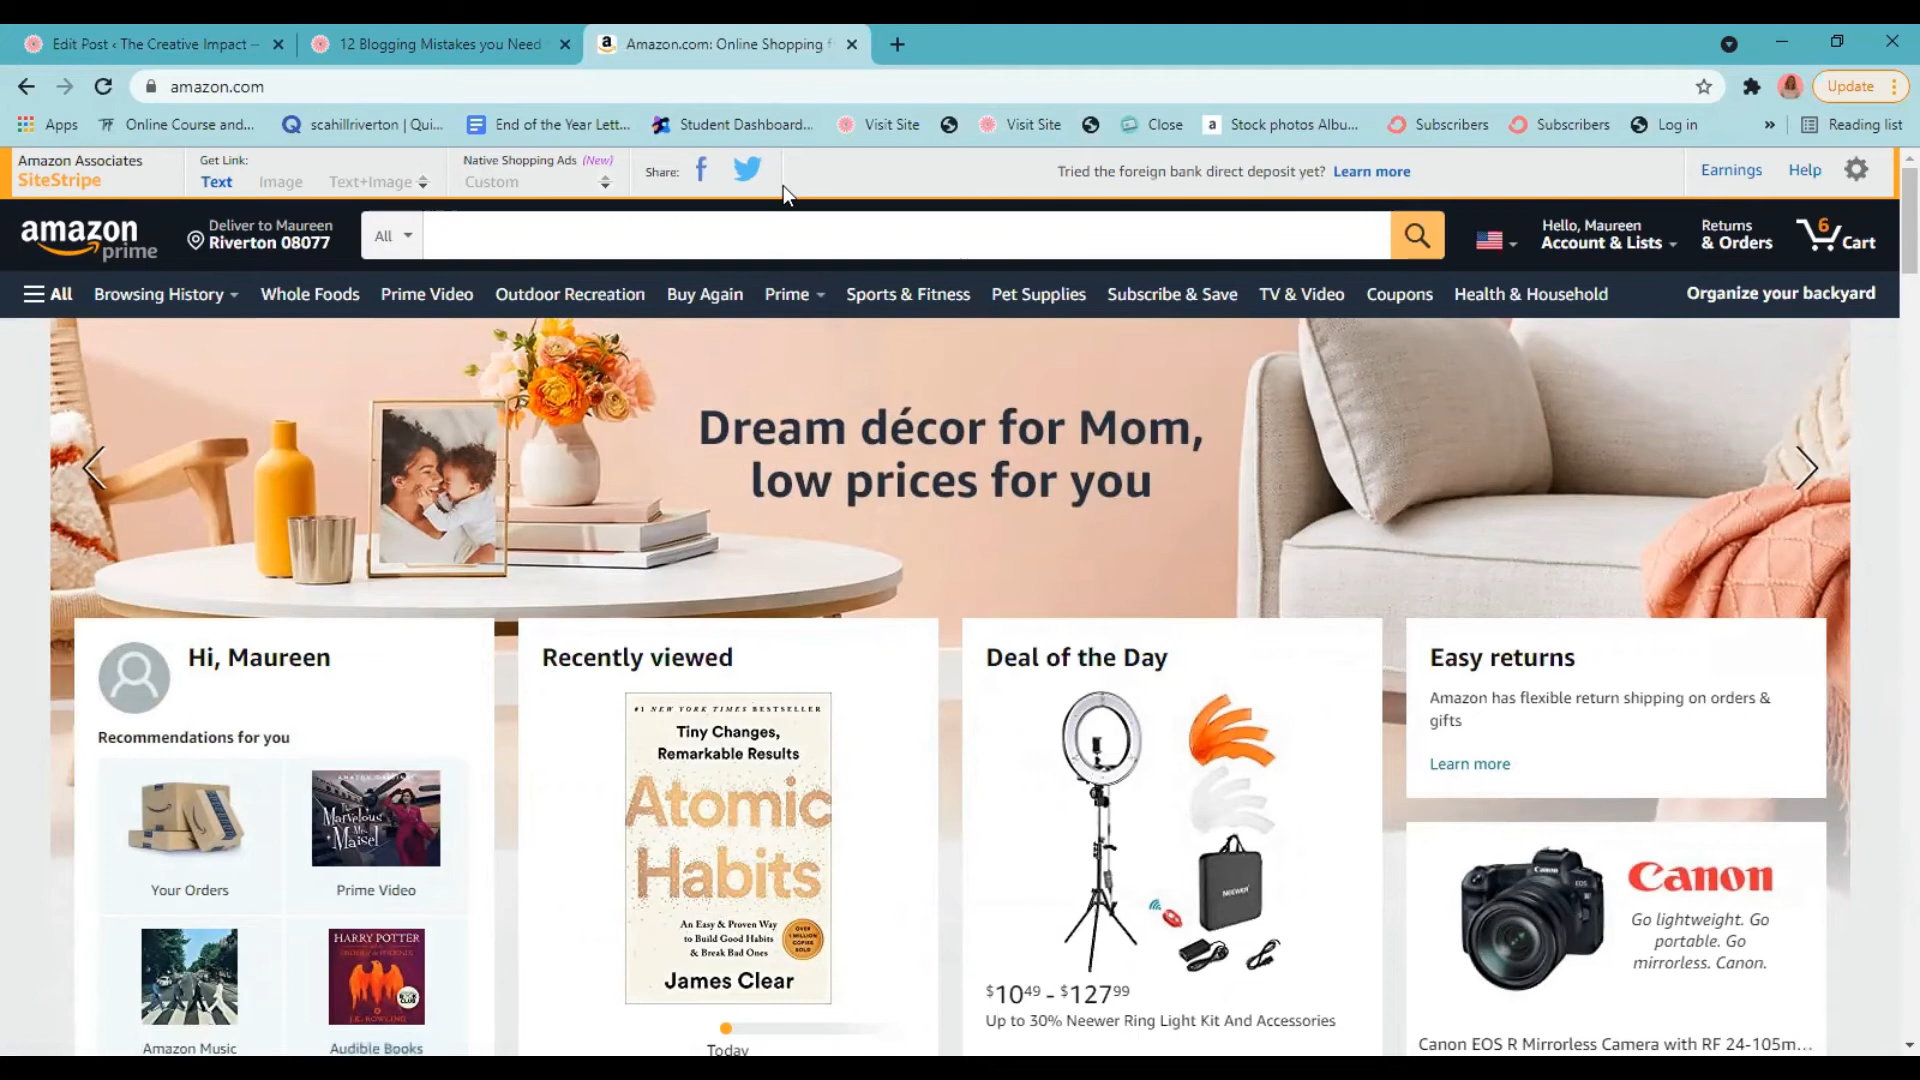 Edit Post ‹ The Creative Impact —
12 Blogging Mistakes you Need
Amazon.com: Online Shopping f
amazon.com
Update
Apps
Online Course and...
scahillriverton | Qui...
End of the Year Lett...
Student Dashboard...
Visit Site
Visit Site
Close
Stock photos Albu...
Subscribers
Subscribers
Log in
»
Reading list
Amazon Associates
SiteStripe
Get Link:
Text
Image
Text+Image
Native Shopping Ads (New)
Custom
Share:
Tried the foreign bank direct deposit yet? Learn more
Earnings
Help
amazon
prime
Deliver to Maureen
Riverton 08077
All
Hello, Maureen
Account & Lists
Returns
& Orders
6
Cart
All
Browsing History
Whole Foods
Prime Video
Outdoor Recreation
Buy Again
Prime
Sports & Fitness
Pet Supplies
Subscribe & Save
TV & Video
Coupons
Health & Household
Organize your backyard
Dream décor for Mom,
low prices for you
Hi, Maureen
Recommendations for you
Your Orders
The
Marvelous
Mrs.
Maisel
Prime Video
Amazon Music
HARRY POTTER
J.K. ROWLING
Audible Books
Recently viewed
#1 NEW YORK TIMES BESTSELLER
Tiny Changes,
Remarkable Results
Atomic
Habits
An Easy & Proven Way
to Build Good Habits
& Break Bad Ones
OVER
1 MILLION
COPIES
SOLD
James Clear
Today
Deal of the Day
NEEWER
$10.49 - $127.99
Up to 30% Neewer Ring Light Kit And Accessories
Easy returns
Amazon has flexible return shipping on orders &
gifts
Learn more
Canon
EOS
R
Canon
Go lightweight. Go
portable. Go
mirrorless. Canon.
Canon EOS R Mirrorless Camera with RF 24-105m...